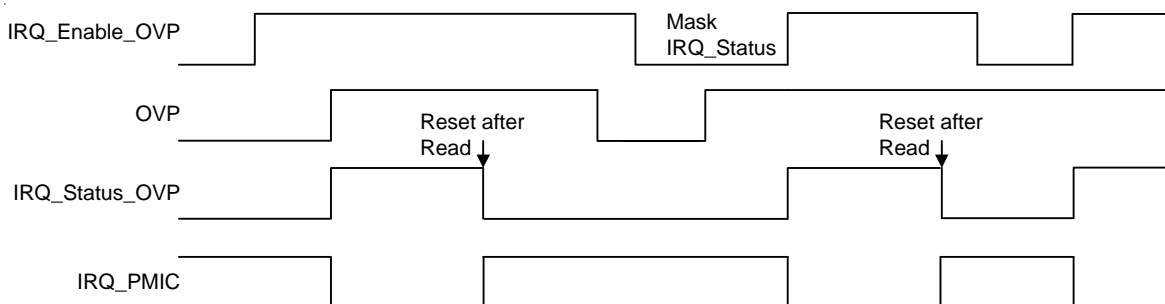 IRQ_Enable_OVP
Mask
IRQ_Status
OVP
Reset after
Read
Reset after
Read
IRQ_Status_OVP
IRQ_PMIC